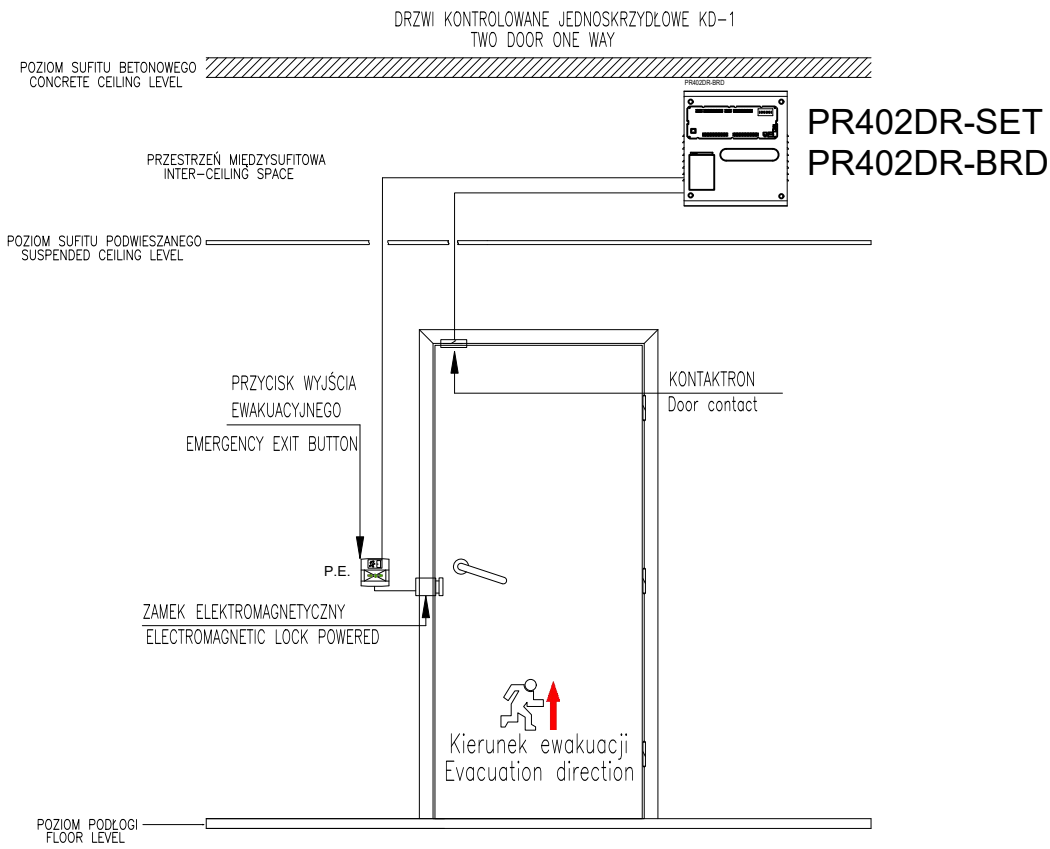 DRZWI KONTROLOWANE JEDNOSKRZYDŁOWE KD-1
TWO DOOR ONE WAY
POZIOM SUFITU BETONOWEGO
CONCRETE CEILING LEVEL
PR402DR-BRD
PR402DR-SET
PR402DR-BRD
PRZESTRZEŃ MIĘDZYSUFITOWA
INTER-CEILING SPACE
POZIOM SUFITU PODWIESZANEGO
SUSPENDED CEILING LEVEL
PRZYCISK WYJŚCIA
EWAKUACYJNEGO
EMERGENCY EXIT BUTTON
KONTAKTRON
Door contact
P.E.
ZAMEK ELEKTROMAGNETYCZNY
ELECTROMAGNETIC LOCK POWERED
Kierunek ewakuacji
Evacuation direction
POZIOM PODŁOGI
FLOOR LEVEL